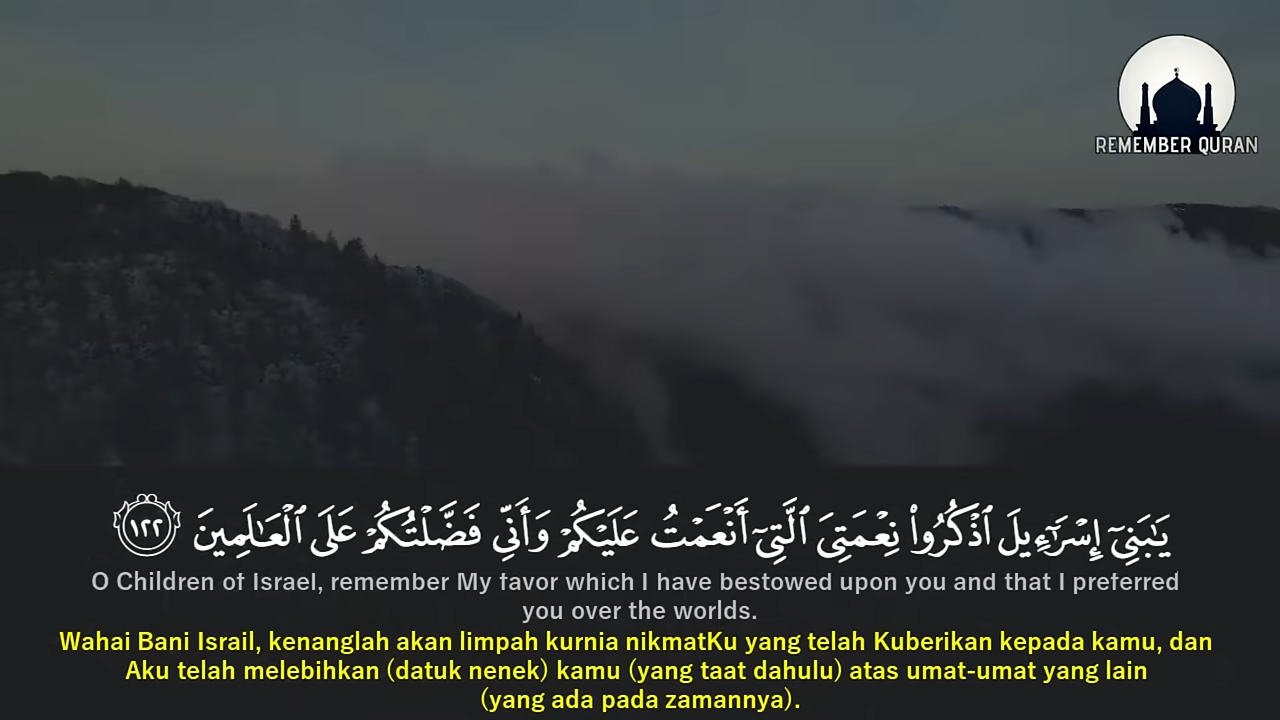 REMEMBER QURAN
يَٰبَنِىٓ إِسْرَٰٓءِيلَ ٱذْكُرُوا۟ نِعْمَتِىَ ٱلَّتِىٓ أَنْعَمْتُ عَلَيْكُمْ وَأَنِّى فَضَّلْتُكُمْ عَلَى ٱلْعَٰلَمِينَ ١٢٢
O Children of Israel, remember My favor which I have bestowed upon you and that I preferred
you over the worlds.
Wahai Bani Israil, kenanglah akan limpah kurnia nikmatKu yang telah Kuberikan kepada kamu, dan
Aku telah melebihkan (datuk nenek) kamu (yang taat dahulu) atas umat-umat yang lain
(yang ada pada zamannya).